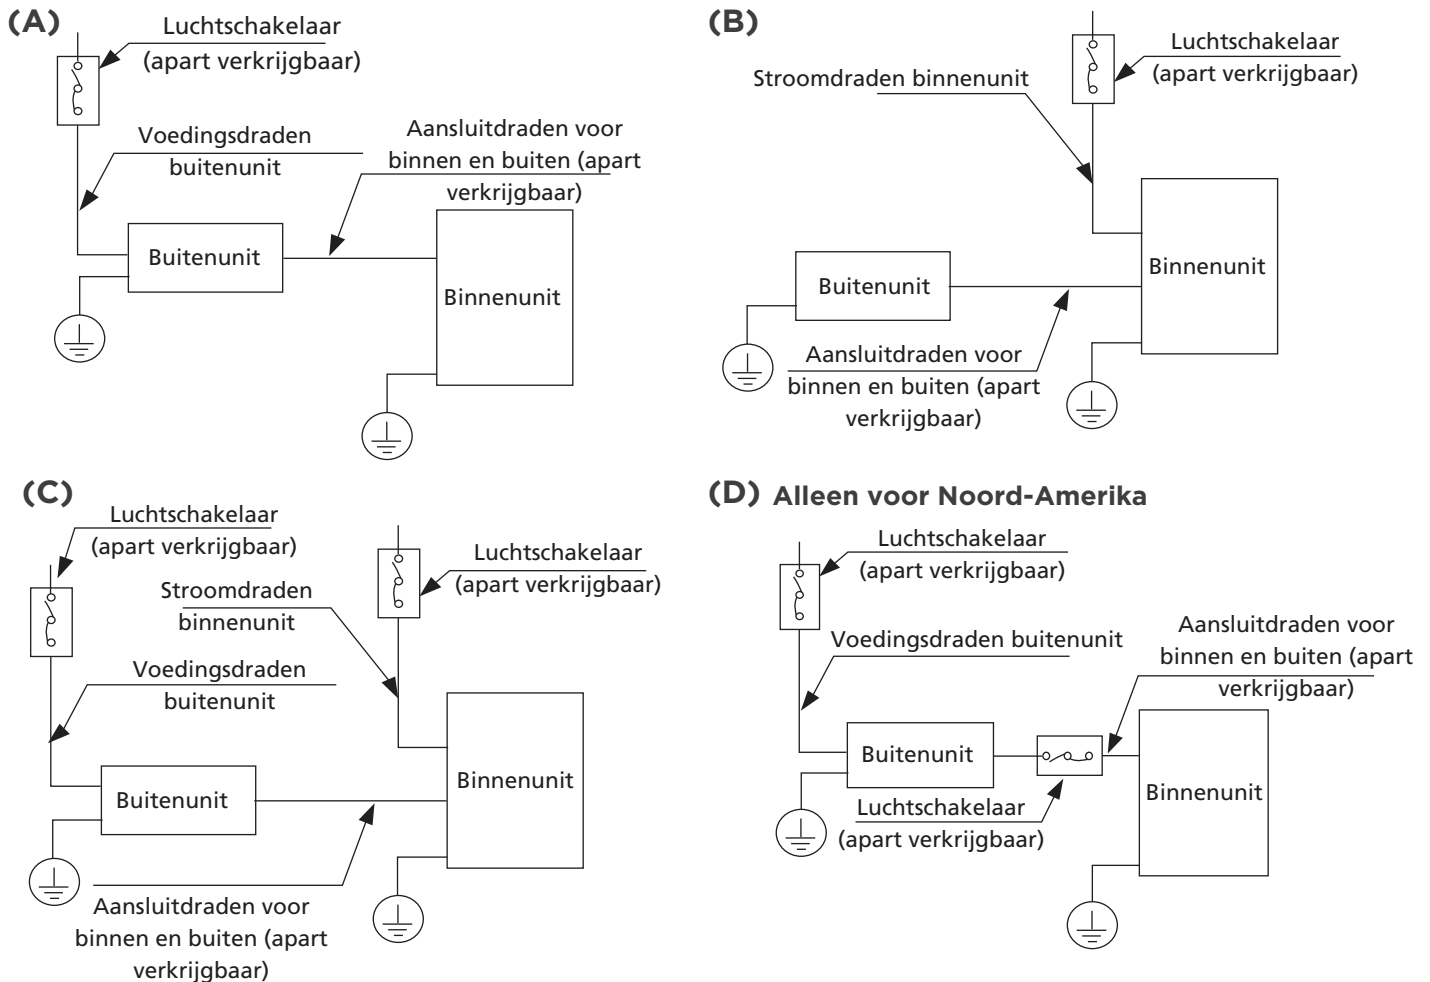 (A)
Luchtschakelaar
(apart verkrijgbaar)
Voedingsdraden
buitenunit
Aansluitdraden voor
binnen en buiten (apart
verkrijgbaar)
Buitenunit
Binnenunit
(B)
Luchtschakelaar
(apart verkrijgbaar)
Stroomdraden binnenunit
Buitenunit
Binnenunit
Aansluitdraden voor
binnen en buiten (apart
verkrijgbaar)
(C)
Luchtschakelaar
(apart verkrijgbaar)
Luchtschakelaar
(apart verkrijgbaar)
Stroomdraden
binnenunit
Voedingsdraden
buitenunit
Buitenunit
Binnenunit
Aansluitdraden voor
binnen en buiten (apart
verkrijgbaar)
(D) Alleen voor Noord-Amerika
Luchtschakelaar
(apart verkrijgbaar)
Voedingsdraden buitenunit
Aansluitdraden voor
binnen en buiten (apart
verkrijgbaar)
Buitenunit
Binnenunit
Luchtschakelaar
(apart verkrijgbaar)